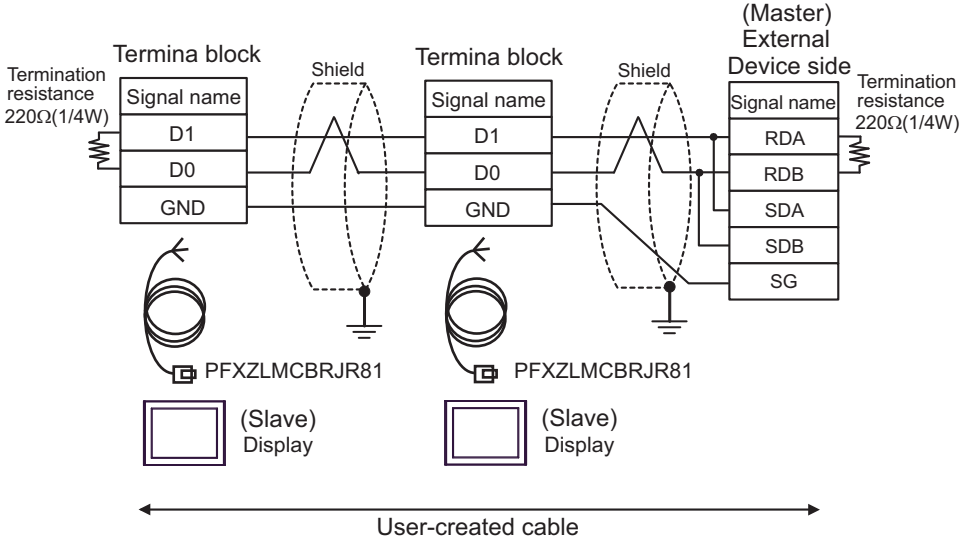 (Master)
External
Device side
Termina block
Termina block
Termination
resistance
220Ω(1/4W)
Shield
Shield
Termination
resistance
220Ω(1/4W)
Signal name
D1
D0
GND
Signal name
D1
D0
GND
Signal name
RDA
RDB
SDA
SDB
SG
PFXZLMCBRJR81
PFXZLMCBRJR81
(Slave)
Display
(Slave)
Display
User-created cable